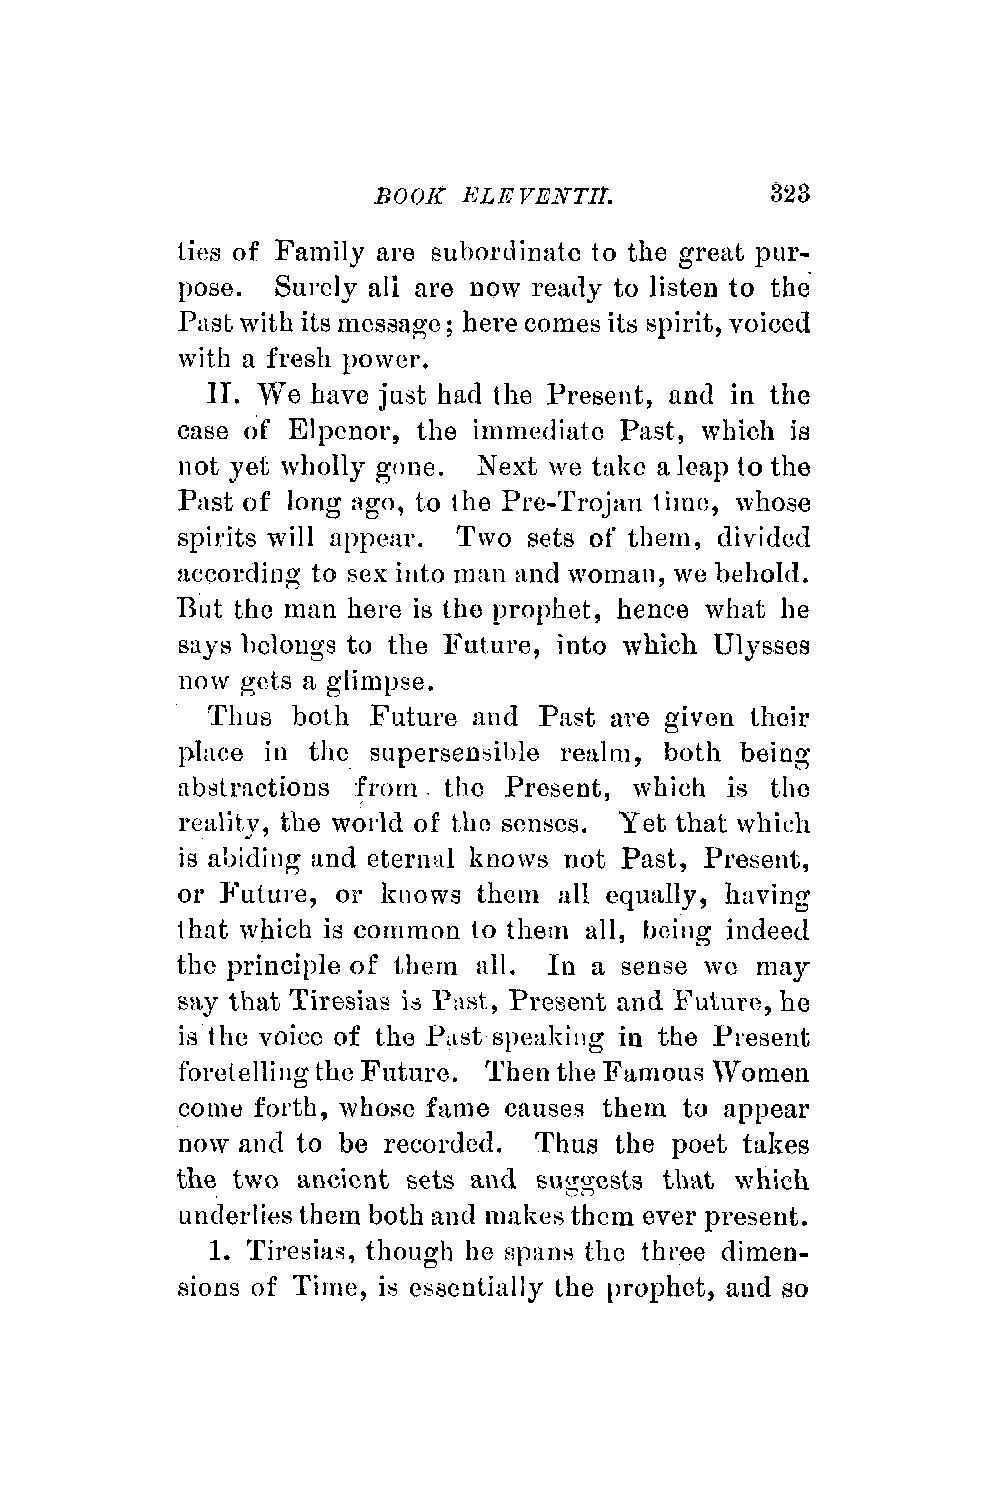 BOOK ELEVENTH. 323
ties of Family are subordinate to the great pur-
pose. Surely all are now ready to listen to the
Past with its message; here comes its spirit, voiced
with a fresh power.
II. We have just had the Present, and in the
case of Elpenor, the immediate Past, which is
not yet wholly gone. Next we take a leap to the
Past of long ago, to the Pre-Trojan time, whose
spirits will appear. Two sets of them, divided
according to sex into man and woman, we behold.
But the man here is the prophet, hence what he
says belongs to the Future, into which Ulysses
now gets a glimpse.
Thus both Future and Past are given their
place in the supersensible realm, both being
abstractions from the Present, which is the
reality, the world of the senses. Yet that which
is abiding and eternal knows not Past, Present,
or Future, or knows them all equally, having
that which is common to them all, being indeed
the principle of them all. In a sense we may
say that Tiresias is Past, Present and Future, he
is the voice of the Past speaking in the Present
foretelling the Future. Then the Famous Women
come forth, whose fame causes them to appear
now and to be recorded. Thus the poet takes
the two ancient sets and suggests that which
underlies them both and makes them ever present.
1. Tiresias, though he spans the three dimen-
sions of Time, is essentially the prophet, and so